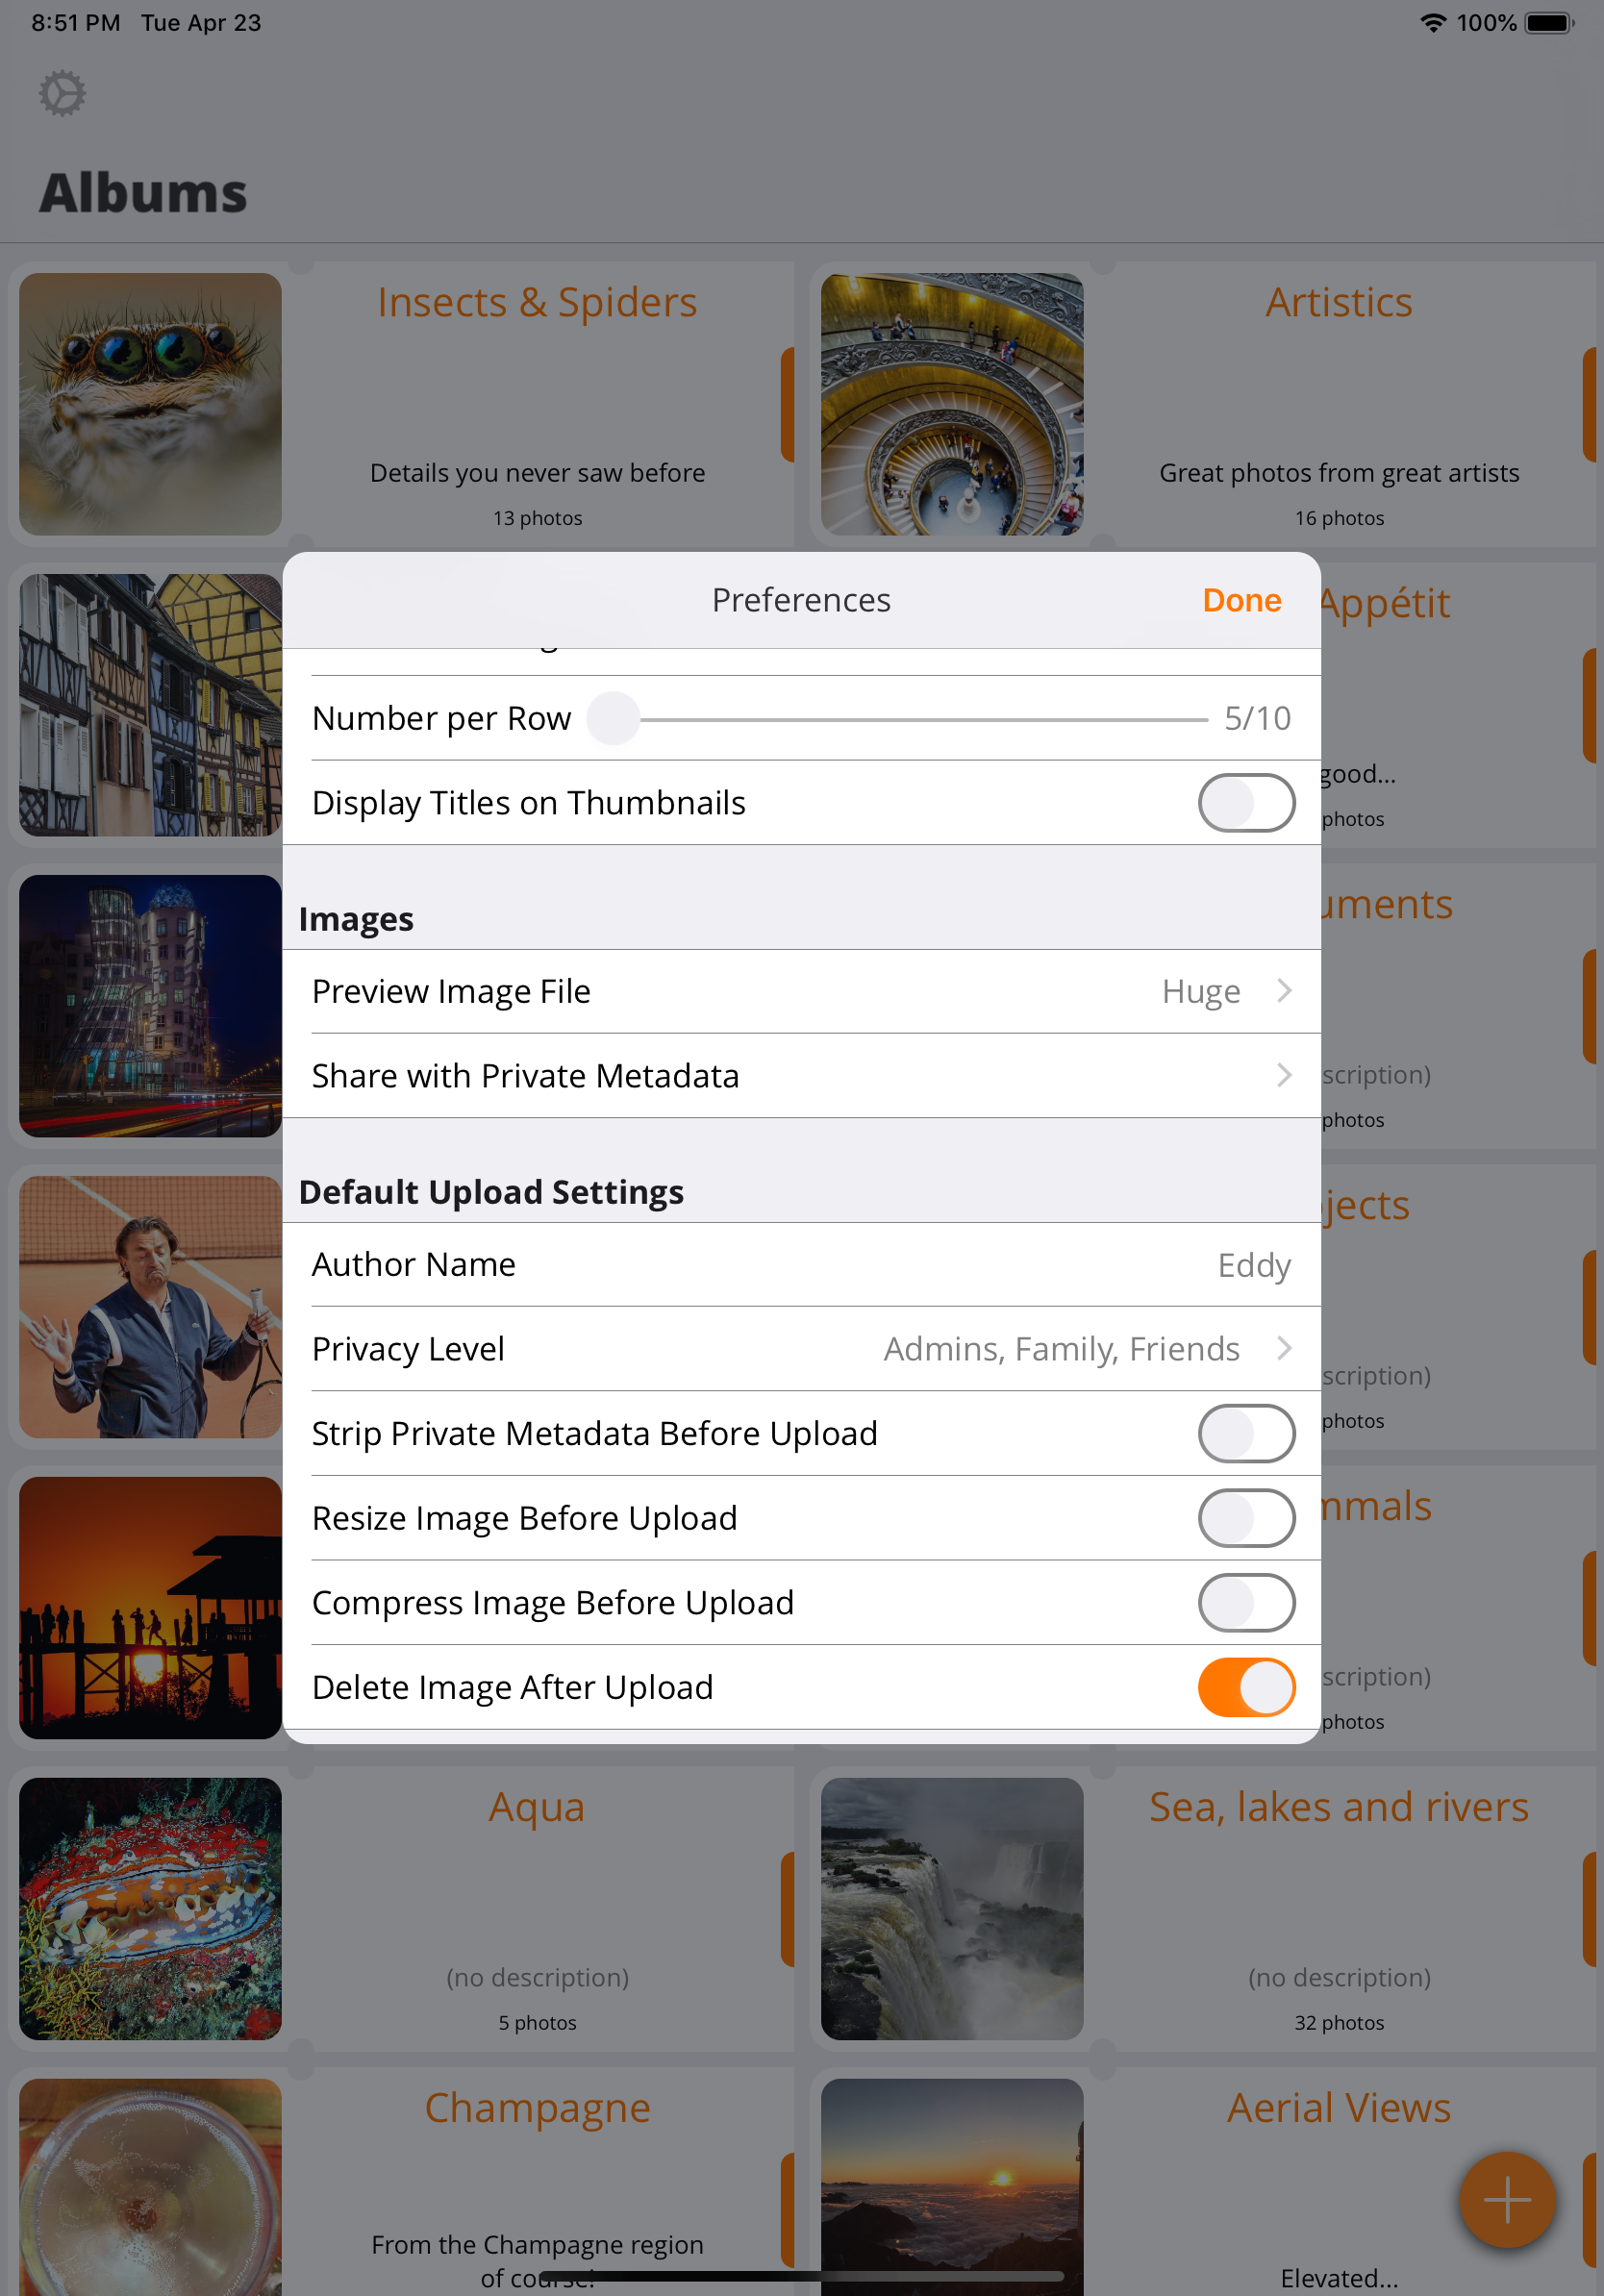 8:51 PM Tue Apr 23
100%
Albums
Insects & Spiders
Details you never saw before
13 photos
Artistics
Great photos from great artists
16 photos
Preferences
Done
Appétit
good...
photos
Number per Row
5/10
Display Titles on Thumbnails
Images
Preview Image File
Huge
Share with Private Metadata
Default Upload Settings
Author Name
Eddy
Privacy Level
Admins, Family, Friends
Strip Private Metadata Before Upload
Resize Image Before Upload
Compress Image Before Upload
Delete Image After Upload
uments
scription)
photos
jects
scription)
photos
mmals
scription)
photos
Aqua
(no description)
5 photos
Sea, lakes and rivers
(no description)
32 photos
Champagne
From the Champagne region
of course!
Aerial Views
Elevated...